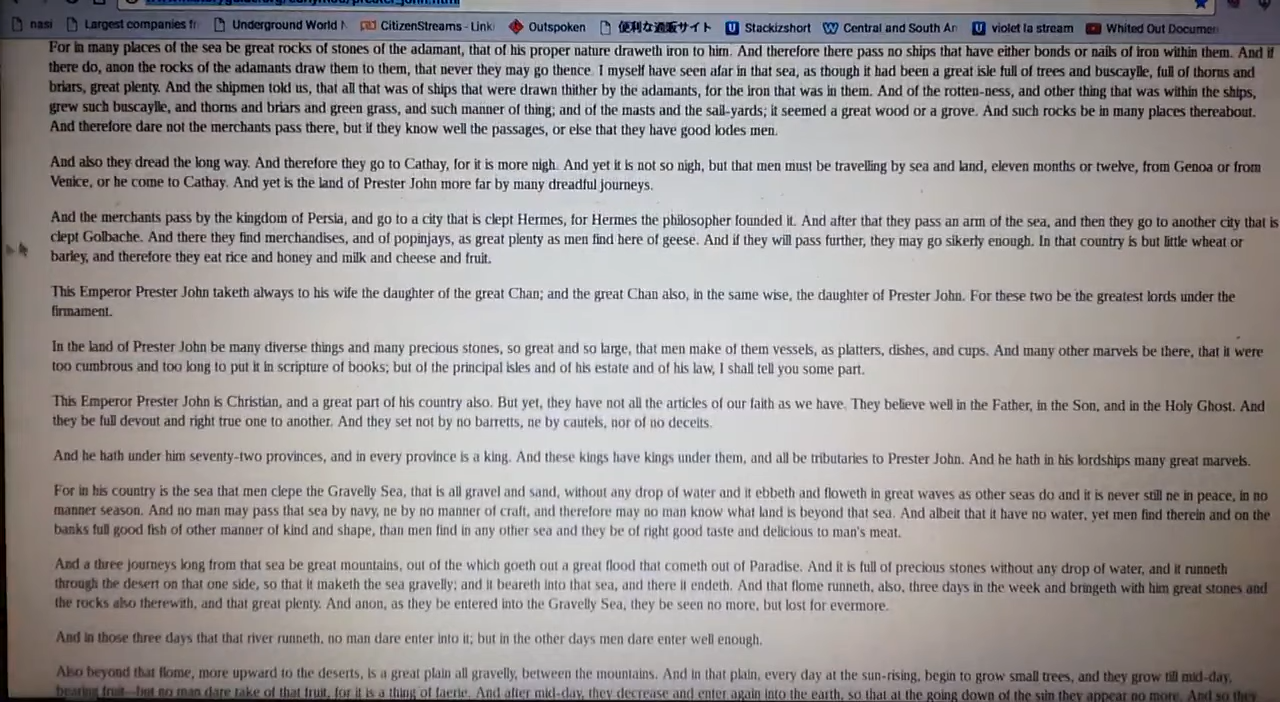 nasi Largest companies fr Underground World N CitizenStreams - Link Outspoken 便利な通販サイト Stackizshort Central and South Am violet la stream Whited Out Documen
For in many places of the sea be great rocks of stones of the adamant, that of his proper nature draweth iron to him. And therefore there pass no ships that have either bonds or nails of iron within them. And if
there do, anon the rocks of the adamants draw them to them, that never they may go thence. I myself have seen afar in that sea, as though it had been a great isle full of trees and buscaylle, full of thorns and
briars, great plenty. And the shipmen told us, that all that was of ships that were drawn thither by the adamants, for the iron that was in them. And of the rotten-ness, and other thing that was within the ships,
grew such buscaylle, and thorns and briars and green grass, and such manner of thing; and of the masts and the sail-yards; it seemed a great wood or a grove. And such rocks be in many places thereabout.
And therefore dare not the merchants pass there, but if they know well the passages, or else that they have good lodes men.
And also they dread the long way. And therefore they go to Cathay, for it is more nigh. And yet it is not so nigh, but that men must be travelling by sea and land, eleven months or twelve, from Genoa or from
Venice, or he come to Cathay. And yet is the land of Prester John more far by many dreadful journeys.
And the merchants pass by the kingdom of Persia, and go to a city that is clept Hermes, for Hermes the philosopher founded it. And after that they pass an arm of the sea, and then they go to another city that is
clept Golbache. And there they find merchandises, and of popinjays, as great plenty as men find here of geese. And if they will pass further, they may go sikerly enough. In that country is but little wheat or
barley, and therefore they eat rice and honey and milk and cheese and fruit.
This Emperor Prester John taketh always to his wife the daughter of the great Chan; and the great Chan also, in the same wise, the daughter of Prester John. For these two be the greatest lords under the
firmament.
In the land of Prester John be many diverse things and many precious stones, so great and so large, that men make of them vessels, as platters, dishes, and cups. And many other marvels be there, that it were
too cumbrous and too long to put it in scripture of books; but of the principal isles and of his estate and of his law, I shall tell you some part.
This Emperor Prester John is Christian, and a great part of his country also. But yet, they have not all the articles of our faith as we have. They believe well in the Father, in the Son, and in the Holy Ghost. And
they be full devout and right true one to another. And they set not by no barretts, ne by cautels, nor of no deceits.
And he hath under him seventy-two provinces, and in every province is a king. And these kings have kings under them, and all be tributaries to Prester John. And he hath in his lordships many great marvels.
For in his country is the sea that men clepe the Gravelly Sea, that is all gravel and sand, without any drop of water and it ebbeth and floweth in great waves as other seas do and it is never still ne in peace, in no
manner season. And no man may pass that sea by navy, ne by no manner of craft, and therefore may no man know what land is beyond that sea. And albeit that it have no water, yet men find therein and on the
banks full good fish of other manner of kind and shape, than men find in any other sea and they be of right good taste and delicious to man's meat.
And a three journeys long from that sea be great mountains, out of the which goeth out a great flood that cometh out of Paradise. And it is full of precious stones without any drop of water, and it runneth
through the desert on that one side, so that it maketh the sea gravelly; and it beareth into that sea, and there it endeth. And that flome runneth, also, three days in the week and bringeth with him great stones and
the rocks also therewith, and that great plenty. And anon, as they be entered into the Gravelly Sea, they be seen no more, but lost for evermore.
And in those three days that that river runneth, no man dare enter into it; but in the other days men dare enter well enough.
Also beyond that flome, more upward to the deserts, is a great plain all gravelly, between the mountains. And in that plain, every day at the sun-rising, begin to grow small trees, and they grow till mid-day,
bearing fruit—but no man dare take of that fruit, for it is a thing of faerie. And after mid-day, they decrease and enter again into the earth, so that at the going down of the sun they appear no more. And so they